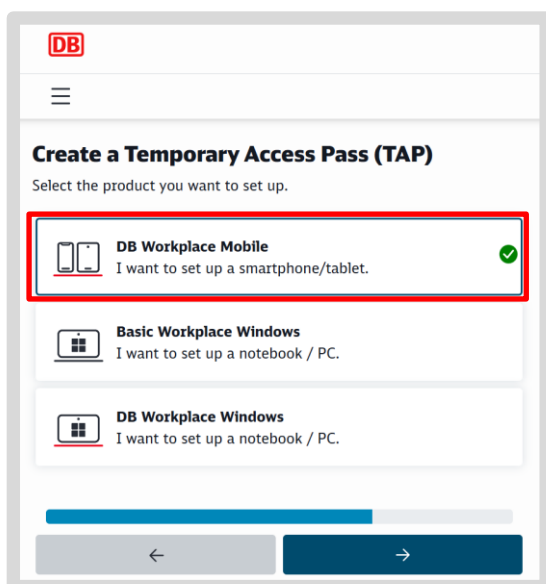 DB
Create a Temporary Access Pass (TAP)
Select the product you want to set up.
DB Workplace Mobile
I want to set up a smartphone/tablet.
Basic Workplace Windows
I want to set up a notebook / PC.
DB Workplace Windows
I want to set up a notebook / PC.